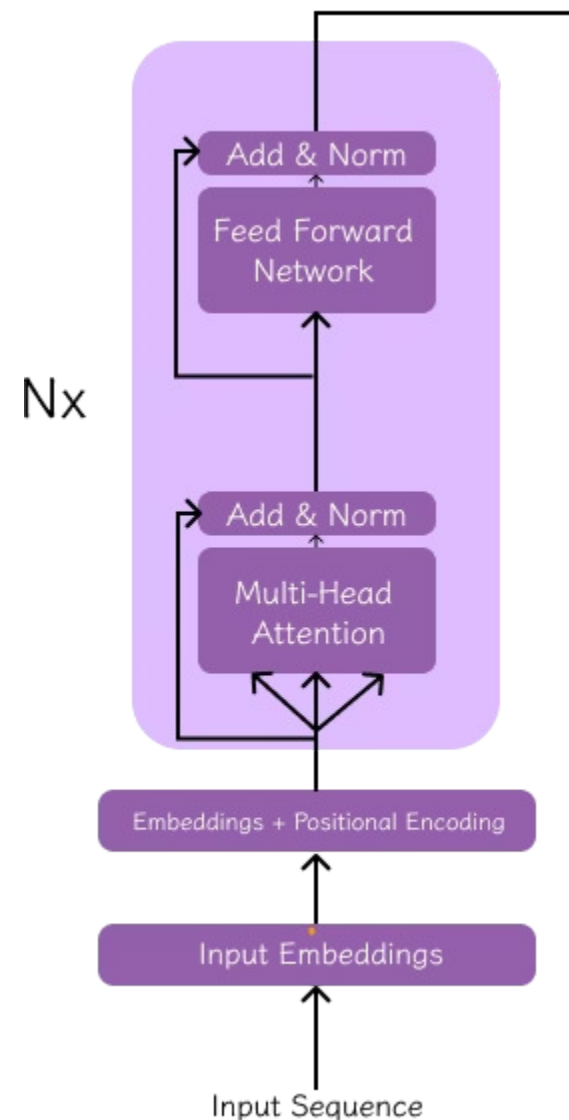 Add & Norm
Feed Forward
Network
Nx
Add & Norm
Multi-Head
Attention
Embeddings + Positional Encoding
Input Embeddings
Input Sequence